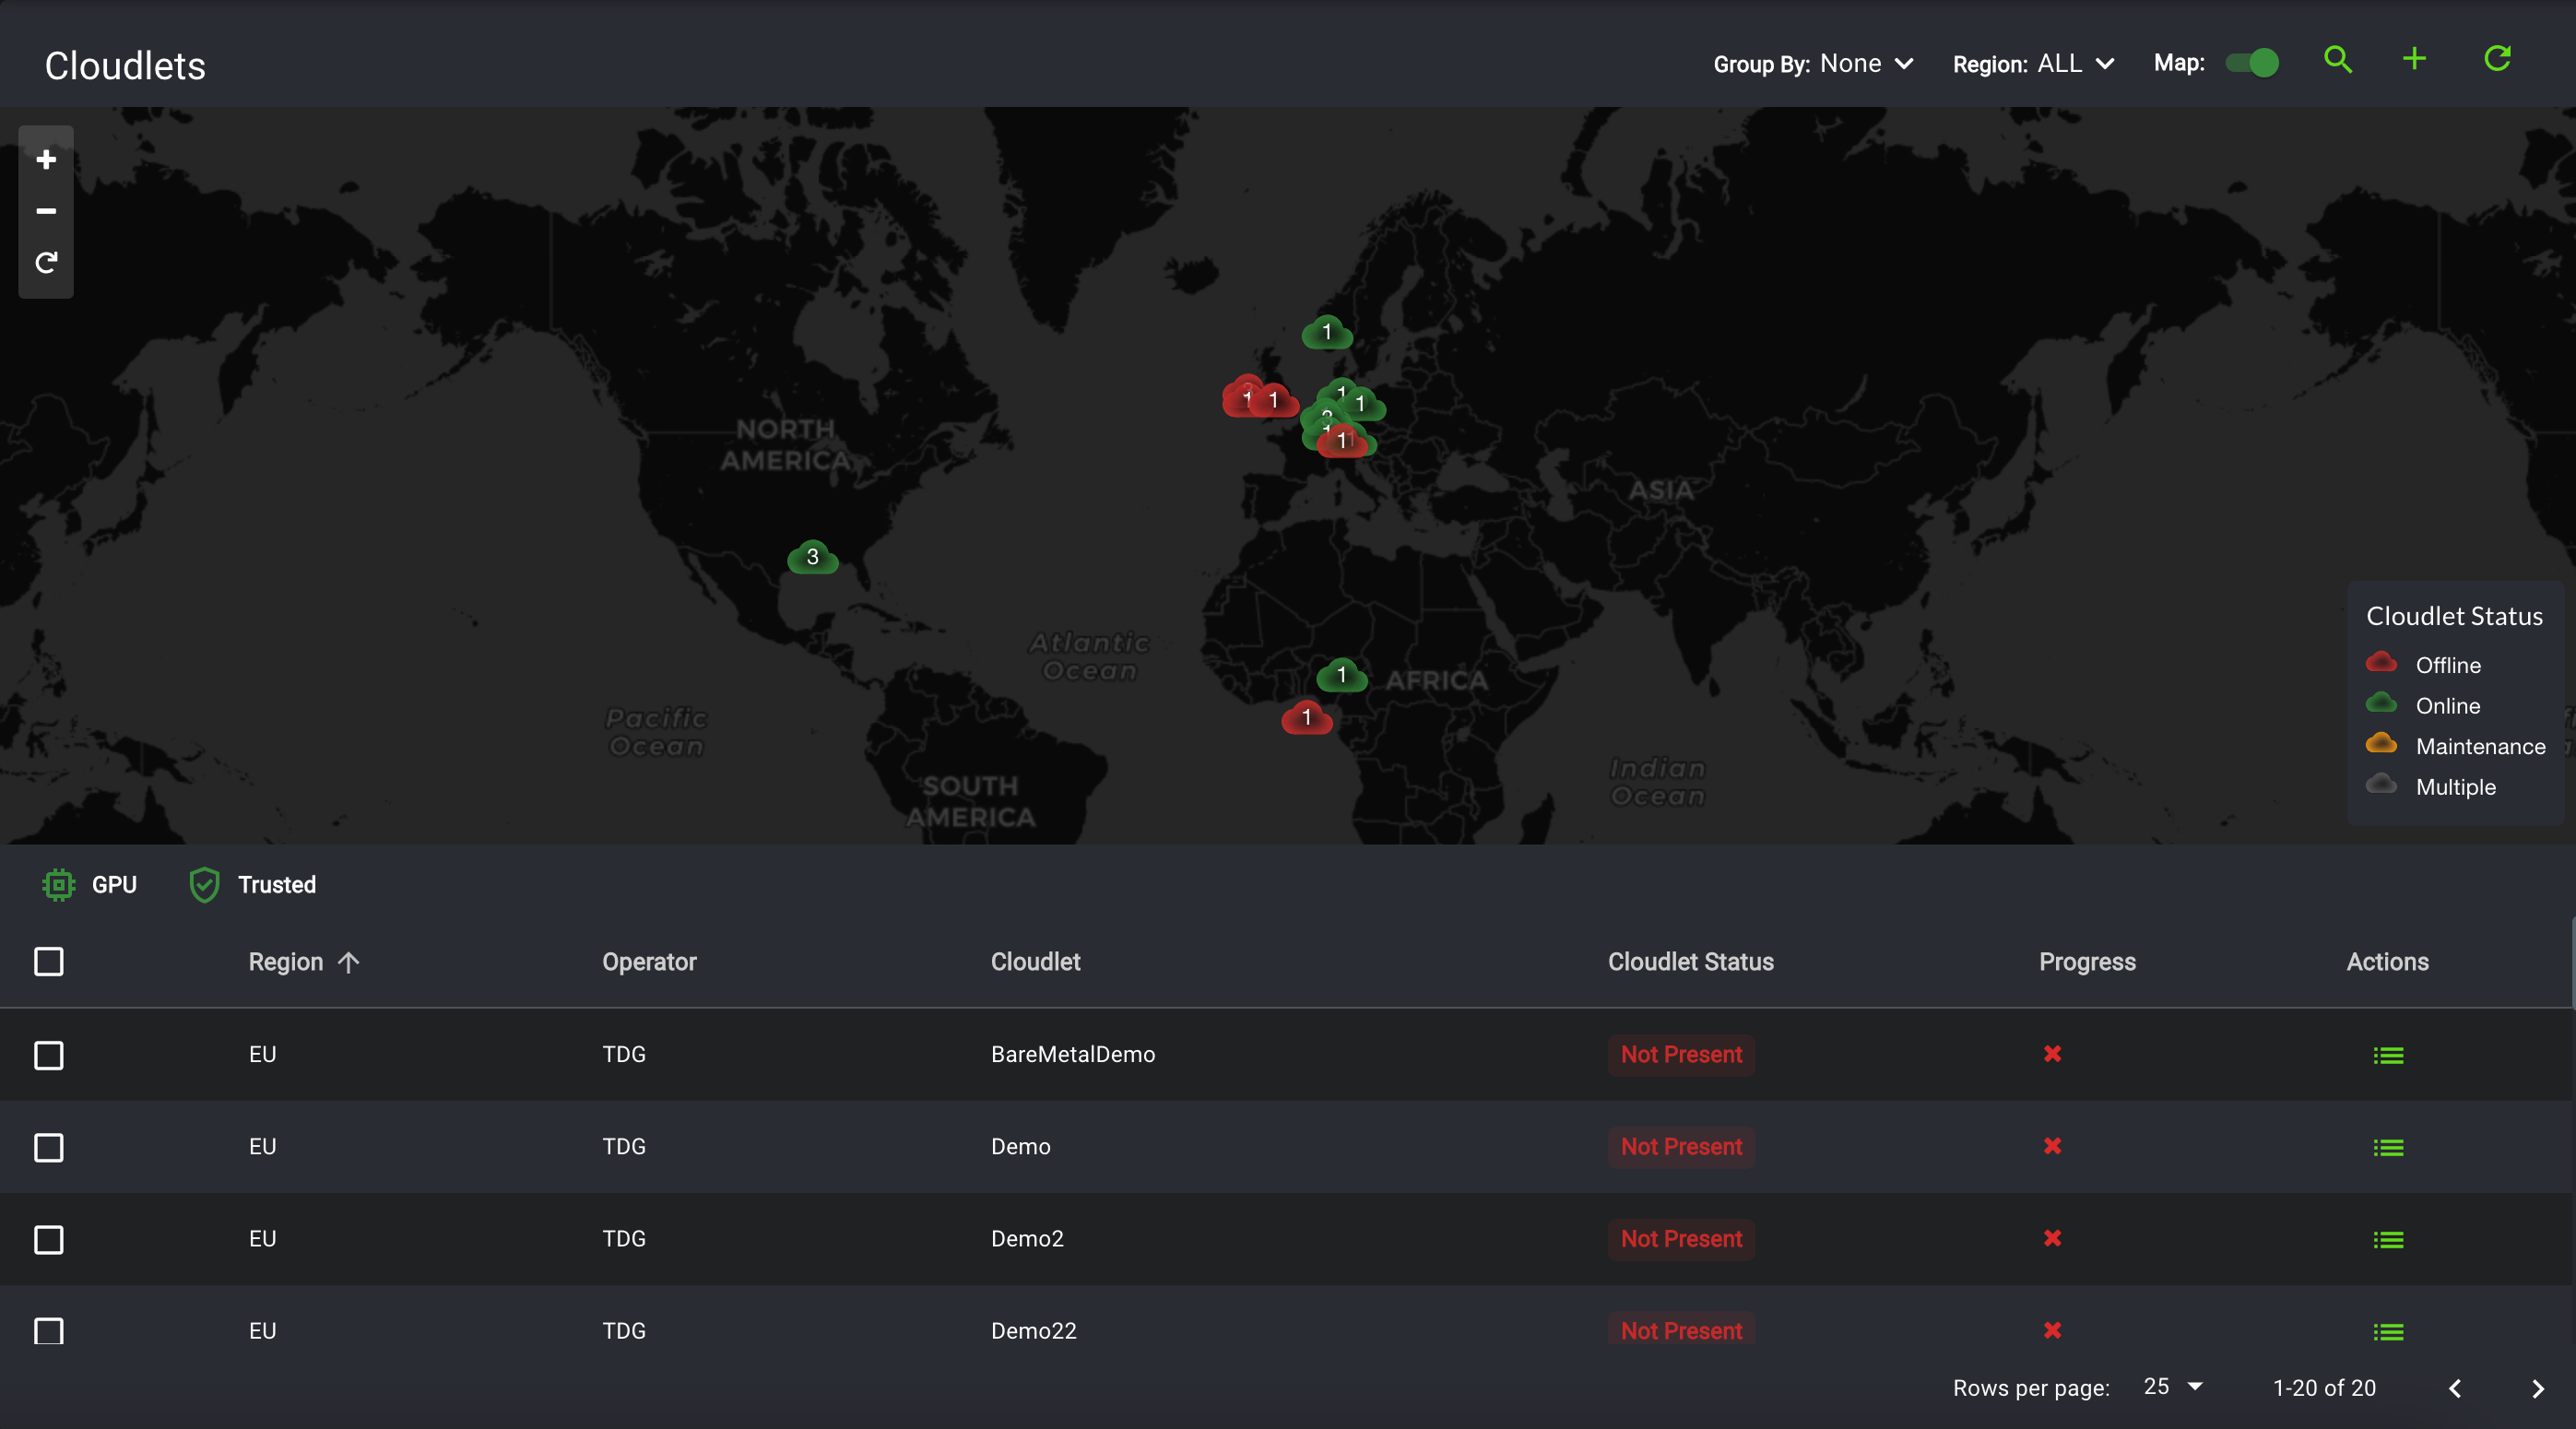 Cloudlets
Group By: None
Region: ALL
Map:
1
1
1
1
1
1
1
3
1
1
NORTH
AMERICA
ASIA
Atlantic
Ocean
AFRICA
Pacific
Ocean
SOUTH
AMERICA
Indian
Ocean
Cloudlet Status
Offline
Online
Maintenance
Multiple
GPU
Trusted
Region Operator Cloudlet Cloudlet Status Progress Actions
EU TDG BareMetalDemo Not Present
EU TDG Demo Not Present
EU TDG Demo2 Not Present
EU TDG Demo22 Not Present
Rows per page: 25 1-20 of 20